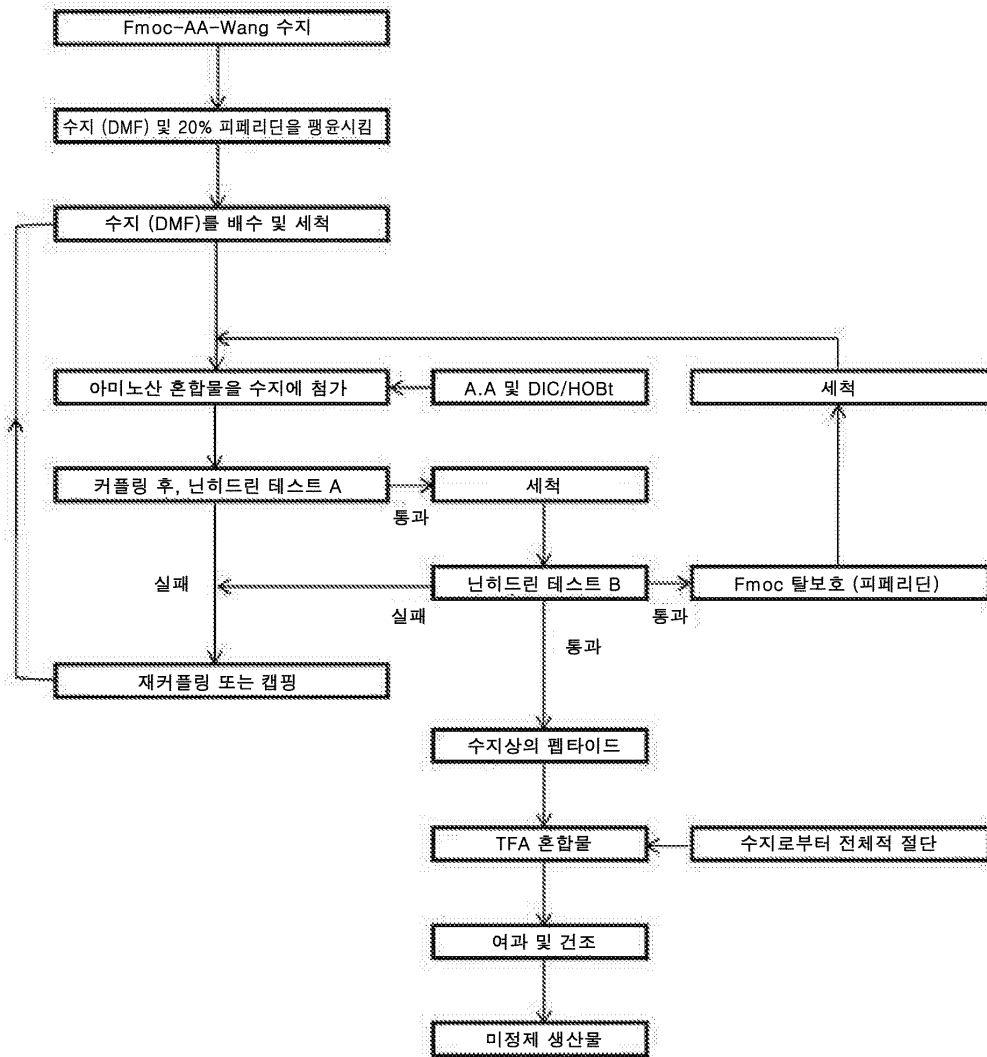 Fmoc-AA-Wang 수지
수지 (DMF) 및 20% 피페리딘을 팽윤시킴
수지 (DMF)를 배수 및 세척
아미노산 혼합물을 수지에 첨가
A.A 및 DIC/HOBt
세척
커플링 후, 닌히드린 테스트 A
통과
세척
실패
실패
닌히드린 테스트 B
통과
Fmoc 탈보호 (피페리딘)
통과
재커플링 또는 캡핑
수지상의 펩타이드
TFA 혼합물
수지로부터 전체적 절단
여과 및 건조
미정제 생산물